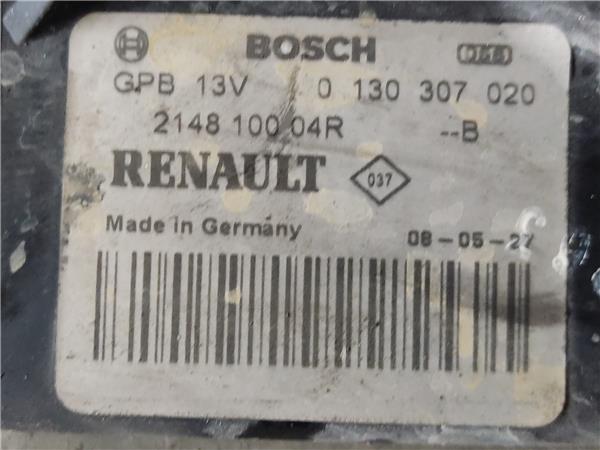 BOSCH
GPB 13V 0 130 307 020
2148 100 04R --B
RENAULT 037
Made in Germany 08-05-27